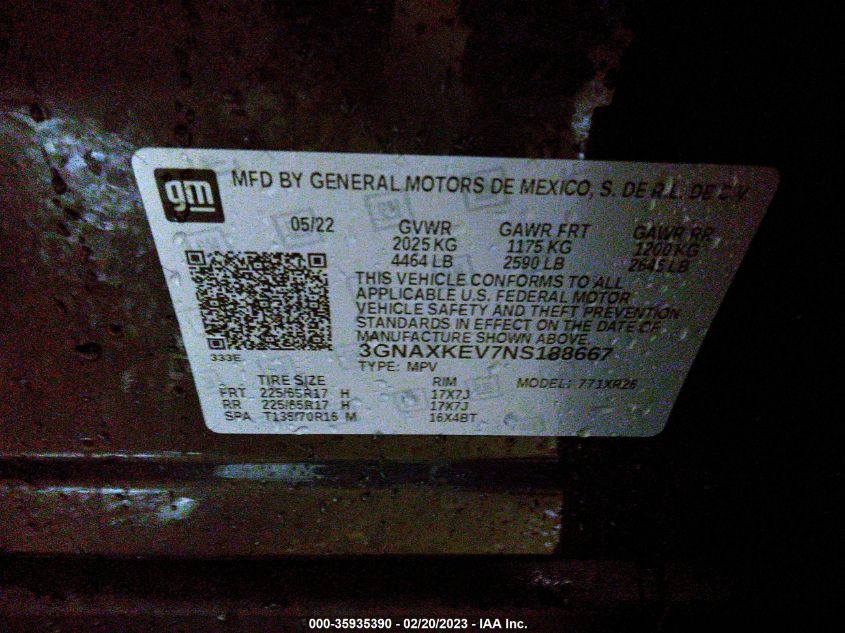 gm
MFD BY GENERAL MOTORS DE MEXICO, S. DE R.L. DE C.V
05/22 GVWR GAWR FRT GAWR RR
2025 KG 1175 KG 1200 KG
4464 LB 2590 LB 2645 LB
THIS VEHICLE CONFORMS TO ALL
APPLICABLE U.S. FEDERAL MOTOR
VEHICLE SAFETY AND THEFT PREVENTION
STANDARDS IN EFFECT ON THE DATE OF
MANUFACTURE SHOWN ABOVE.
3GNAXKEV7NS188667
333E TYPE: MPV
TIRE SIZE RIM MODEL: 771XR26
FRT 225/65R17 H 17X7J
RR 225/65R17 H 17X7J
SPA T135/70R16 M 16X4BT
000-35935390 - 02/20/2023 - IAA Inc.